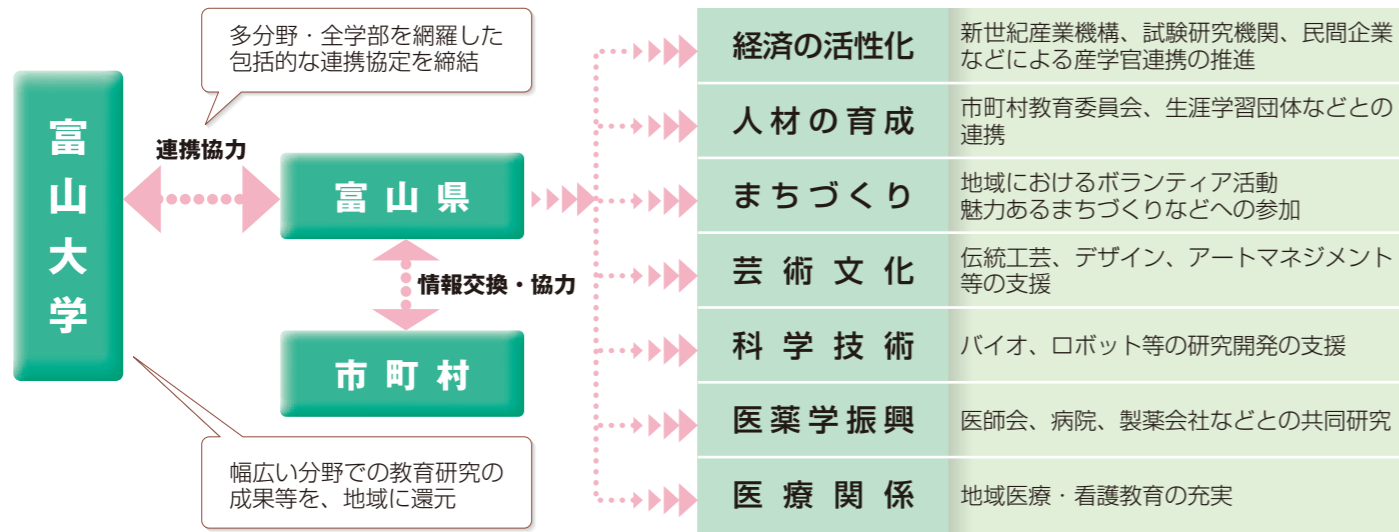 多分野・全学部を網羅した
包括的な連携協定を締結
富山大学
連携協力
富山県
情報交換・協力
市町村
幅広い分野での教育研究の
成果等を、地域に還元
経済の活性化
新世紀産業機構、試験研究機関、民間企業
などによる産学官連携の推進
人材の育成
市町村教育委員会、生涯学習団体などとの
連携
まちづくり
地域におけるボランティア活動
魅力あるまちづくりなどへの参加
芸術文化
伝統工芸、デザイン、アートマネジメント
等の支援
科学技術
バイオ、ロボット等の研究開発の支援
医薬学振興
医師会、病院、製薬会社などとの共同研究
医療関係
地域医療・看護教育の充実